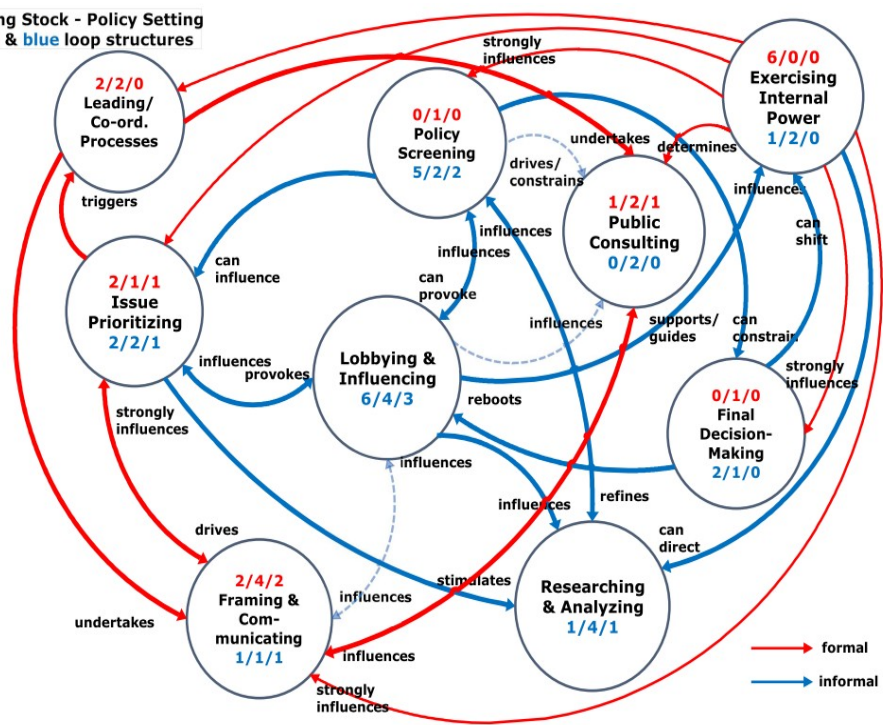 ng Stock - Policy Setting
& blue loop structures
strongly
influences
6/0/0
Exercising
Internal
Power
1/2/0
2/2/0
Leading/
Co-ord.
Processes
0/1/0
Policy
Screening
5/2/2
undertakes
determines
drives/
constrains
influences
triggers
1/2/1
Public
Consulting
0/2/0
can
shift
influences
influences
can
influence
can
provoke
2/1/1
Issue
Prioritizing
2/2/1
influences
supports/
guides
can
constrain
Lobbying &
Influencing
6/4/3
influences
provokes
strongly
influences
reboots
0/1/0
Final
Decision-
Making
2/1/0
strongly
influences
influences
influences
refines
drives
can
direct
2/4/2
Framing &
Com-
municating
1/1/1
stimulates
influences
Researching
& Analyzing
1/4/1
undertakes
influences
formal
strongly
influences
informal